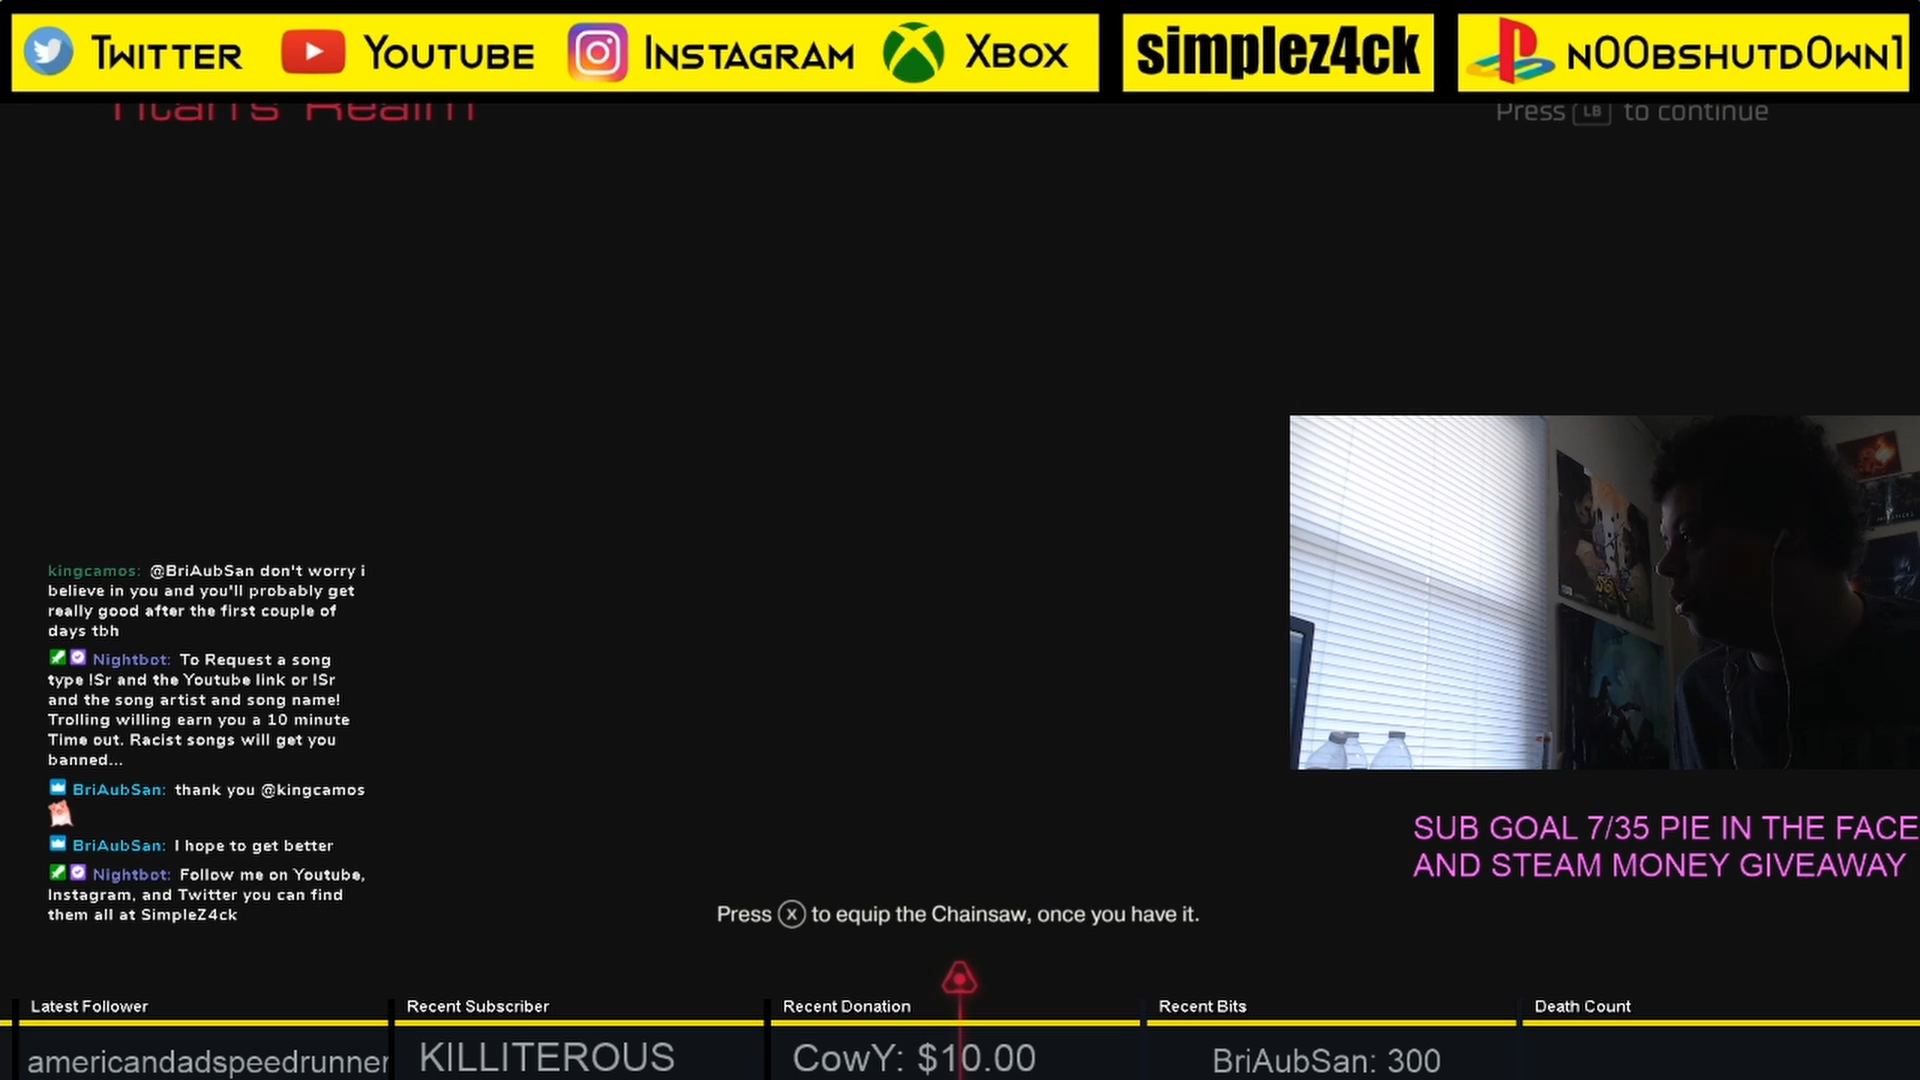 Twitter Youtube Instagram Xbox simplez4ck n00bshutd0wn1
Titan's Realm
Press LB to continue
kingcamos: @BriAubSan don't worry i
believe in you and you'll probably get
really good after the first couple of
days tbh
Nightbot: To Request a song
type !Sr and the Youtube link or !Sr
and the song artist and song name!
Trolling willing earn you a 10 minute
Time out. Racist songs will get you
banned...
BriAubSan: thank you @kingcamos
BriAubSan: I hope to get better
Nightbot: Follow me on Youtube,
Instagram, and Twitter you can find
them all at SimpleZ4ck
SUB GOAL 7/35 PIE IN THE FACE
AND STEAM MONEY GIVEAWAY
Press X to equip the Chainsaw, once you have it.
Latest Follower Recent Subscriber Recent Donation Recent Bits Death Count
americandadspeedrunner KILLITEROUS CowY: $10.00 BriAubSan: 300